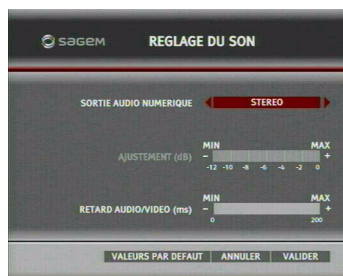 SAGEM REGLAGE DU SON
SORTIE AUDIO NUMERIQUE STEREO
MIN MAX
AJUSTEMENT (dB) - +
-12 -10 -8 -6 -4 -2 0
MIN MAX
RETARD AUDIO/VIDEO (ms) - +
0 200
VALEURS PAR DEFAUT ANNULER VALIDER